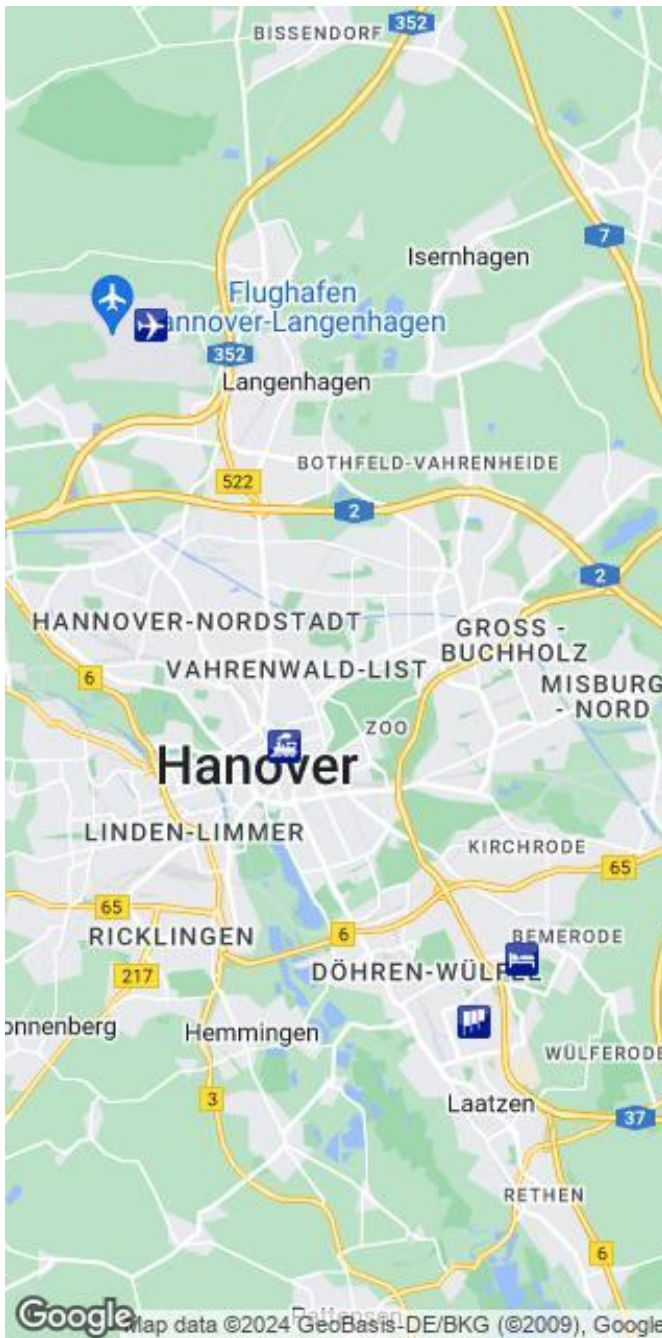 352
BISSENDORF
7
Isernhagen
Flughafen
annover-Langenhagen
352
Langenhagen
BOTHFELD-VAHRENHEIDE
522
2
2
HANNOVER-NORDSTADT
GROSS -
BUCHHOLZ
VAHRENWALD-LIST
6
MISBURG
- NORD
ZOO
Hanover
LINDEN-LIMMER
KIRCHRODE
65
65
RICKLINGEN
6
BEMERODE
217
DÖHREN-WÜLFEL
onnenberg
Hemmingen
WÜLFERODE
3
Laatzen
37
RETHEN
6
Google
Map data ©2024 GeoBasis-DE/BKG (©2009), Google